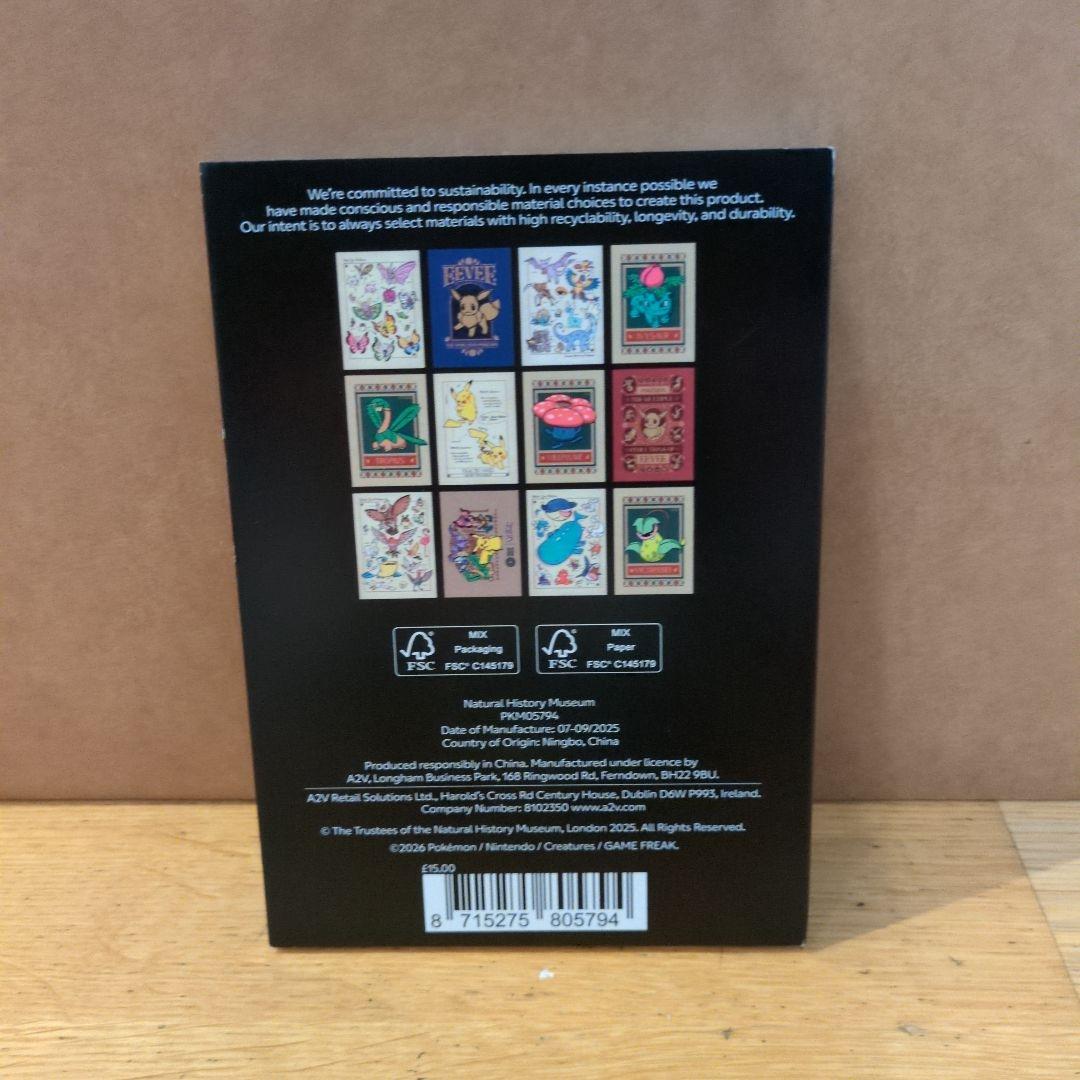 We're committed to sustainability. In every instance possible we
have made conscious and responsible material choices to create this product.
Our intent is to always select materials with high recyclability, longevity, and durability.
EEVEE
IVYSAUR
TROPIUS
VILEPLUME
EEVEE
VICTREEBEL
FSC
MIX
Packaging
FSC® C145179
FSC
MIX
Paper
FSC® C145179
Natural History Museum
PKM05794
Date of Manufacture: 07-09/2025
Country of Origin: Ningbo, China
Produced responsibly in China. Manufactured under licence by
A2V, Longham Business Park, 168 Ringwood Rd, Ferndown, BH22 9BU.
A2V Retail Solutions Ltd., Harold's Cross Rd Century House, Dublin D6W P993, Ireland.
Company Number: 8102350 www.a2v.com
© The Trustees of the Natural History Museum, London 2025. All Rights Reserved.
©2026 Pokémon / Nintendo / Creatures / GAME FREAK.
£15.00
8 715275 805794